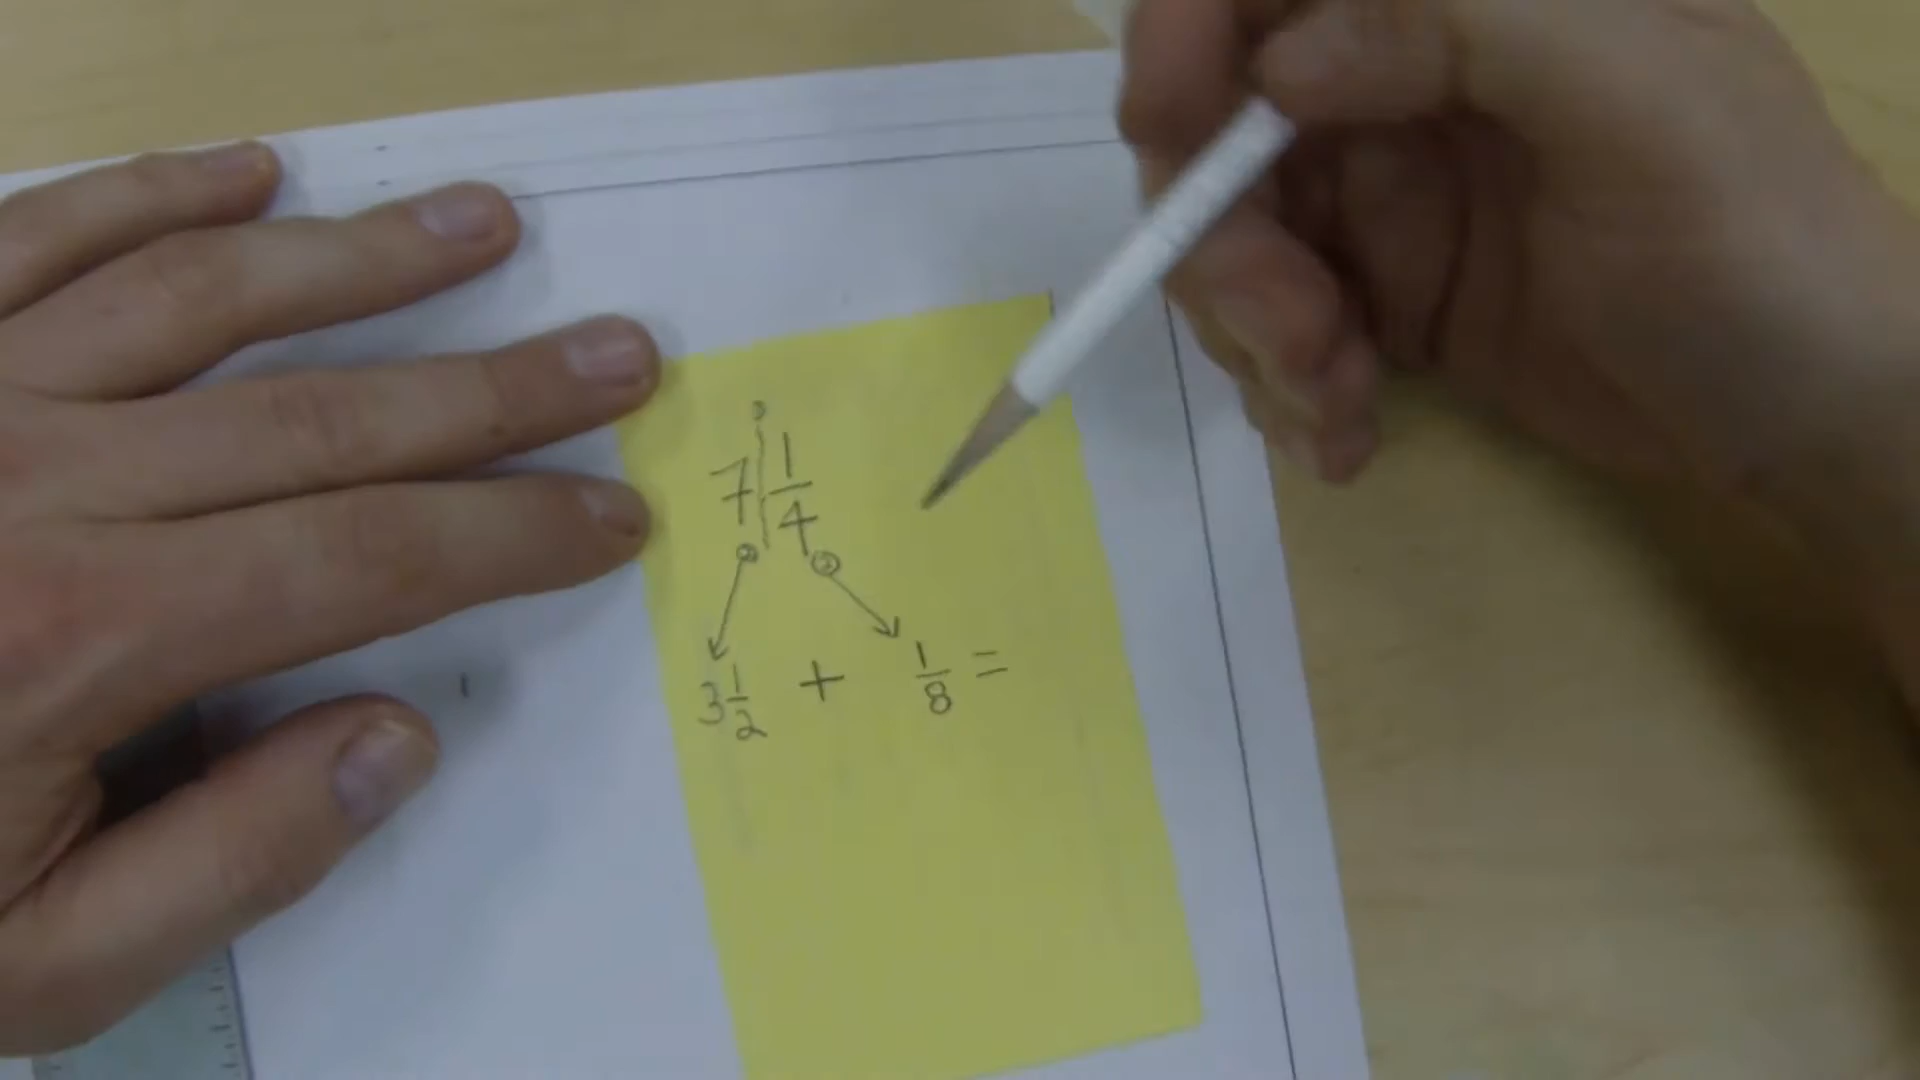 7 1/4
3 1/2 + 1/8 =